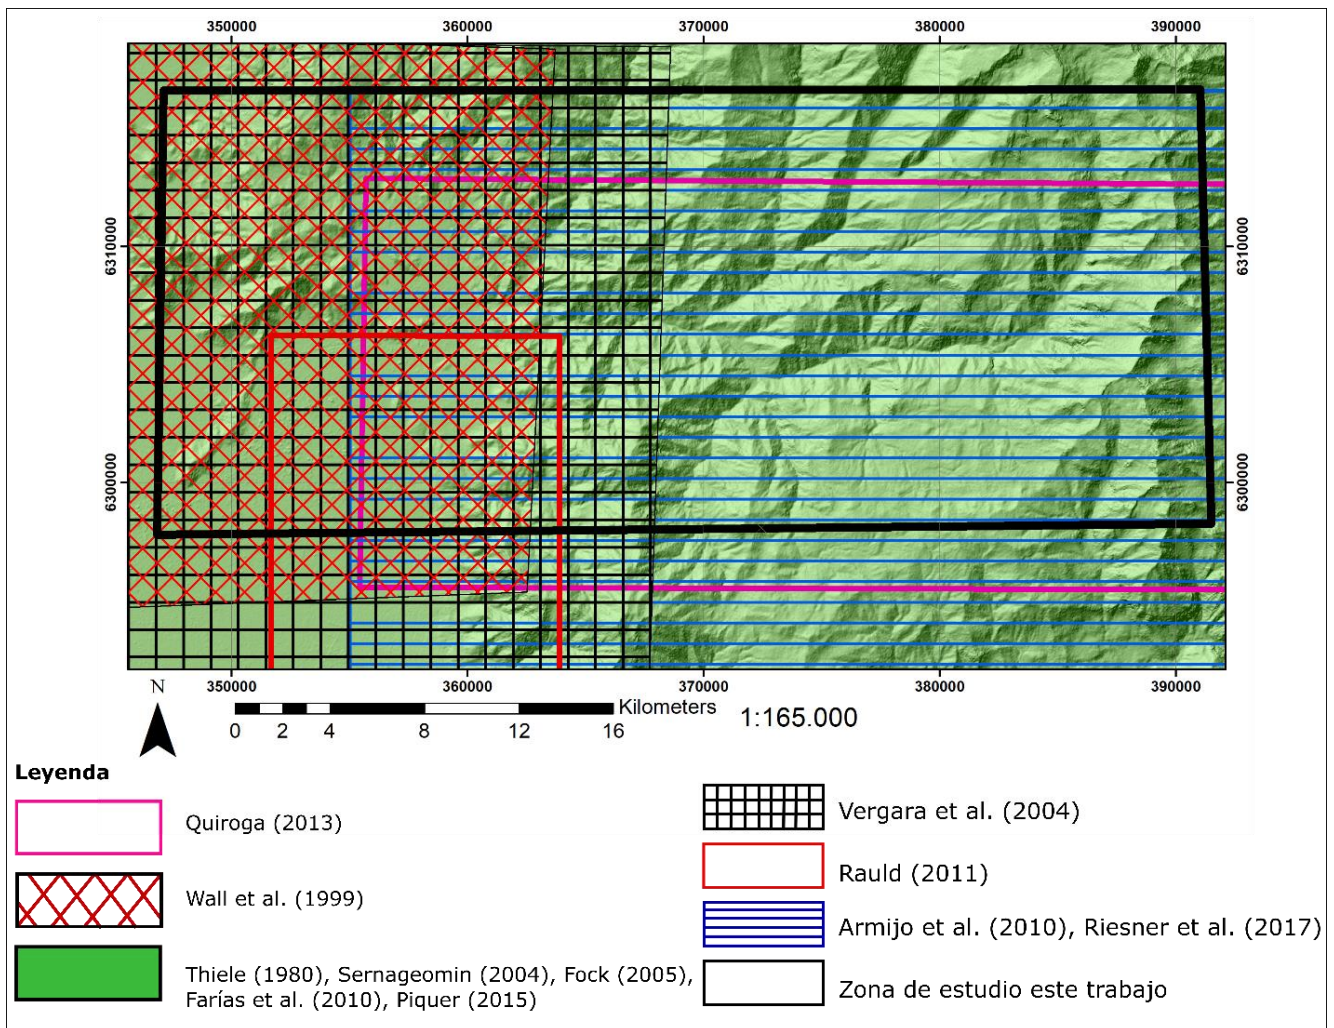 350000
360000
370000
380000
390000
6310000
6310000
6300000
6300000
350000
360000
370000
380000
390000
N
Kilometers
0 2 4 8 12 16
1:165.000
Leyenda
Quiroga (2013)
Wall et al. (1999)
Thiele (1980), Sernageomin (2004), Fock (2005),
Farías et al. (2010), Piquer (2015)
Vergara et al. (2004)
Rauld (2011)
Armijo et al. (2010), Riesner et al. (2017)
Zona de estudio este trabajo